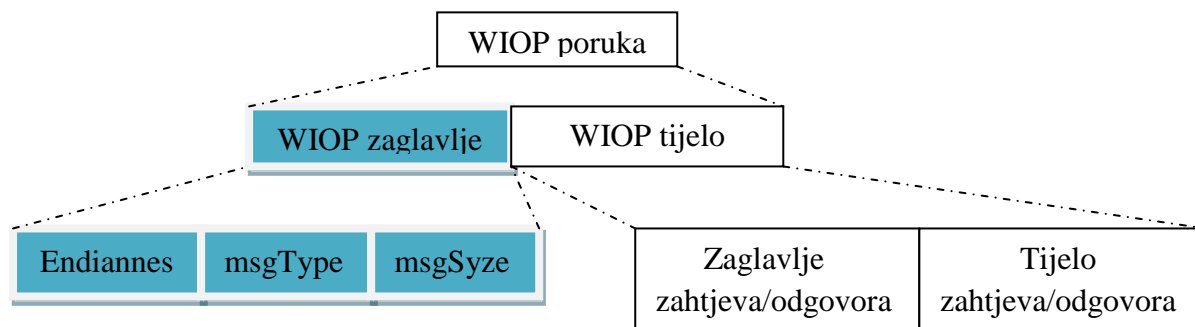 WIOP poruka
WIOP zaglavlje
WIOP tijelo
Endiannes
msgType
msgSyze
Zaglavlje
zahtjeva/odgovora
Tijelo
zahtjeva/odgovora